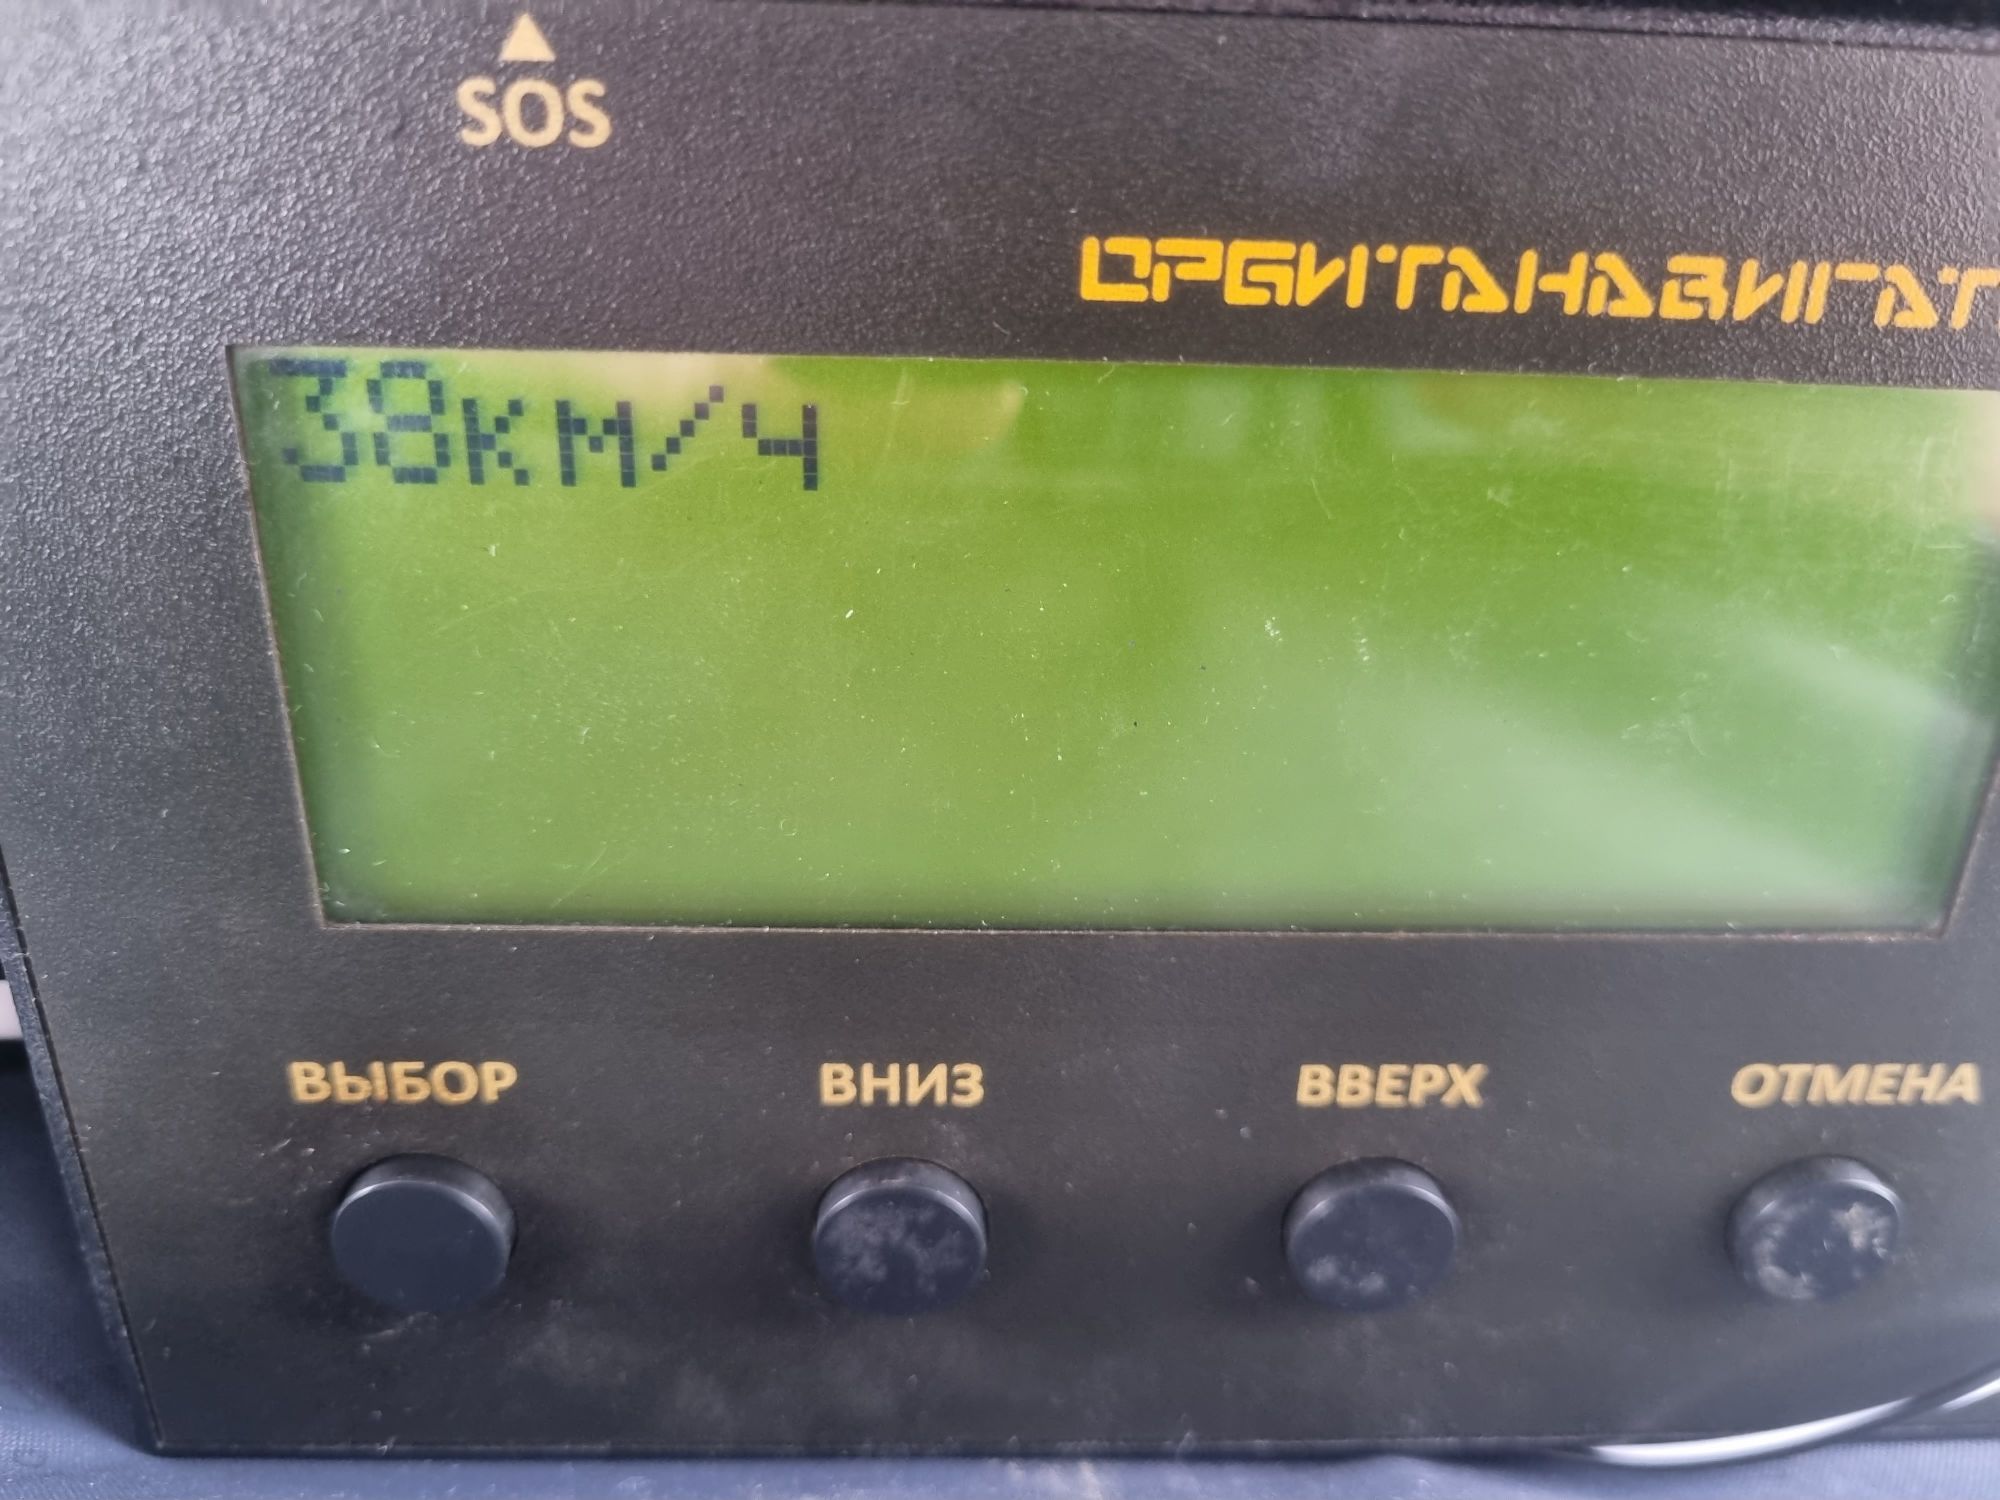 SOS
ОРБИТАНАВИГАТ
38км/ч
ВЫБОР ВНИЗ ВВЕРХ ОТМЕНА